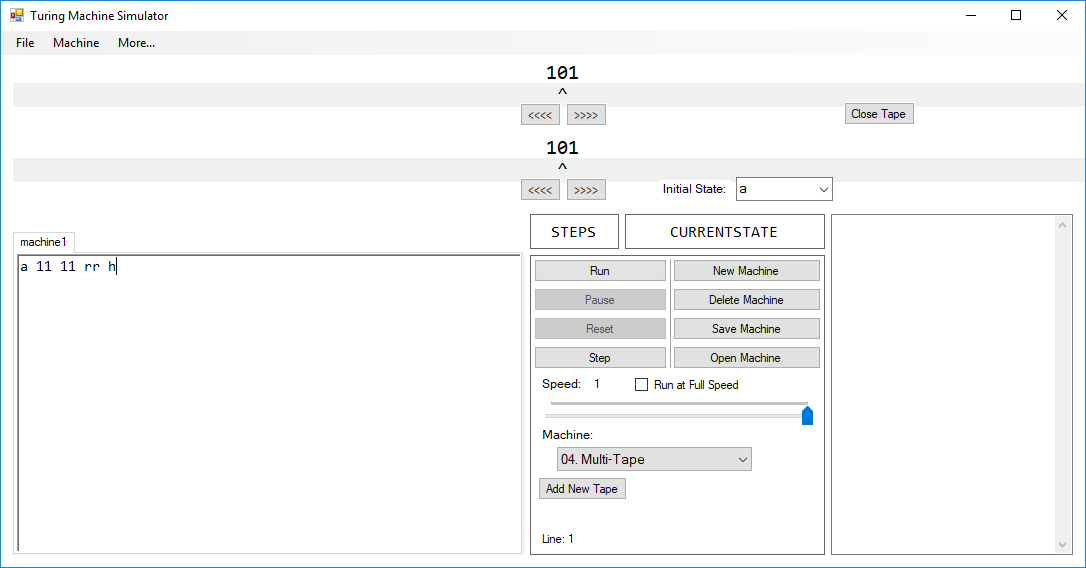 Turing Machine Simulator
File Machine More...
101
^
<<<< >>>> Close Tape
101
^
<<<< >>>> Initial State: a
machine1
a 11 11 rr h
STEPS CURRENTSTATE
Run New Machine
Pause Delete Machine
Reset Save Machine
Step Open Machine
Speed: 1 Run at Full Speed
Machine:
04. Multi-Tape
Add New Tape
Line: 1